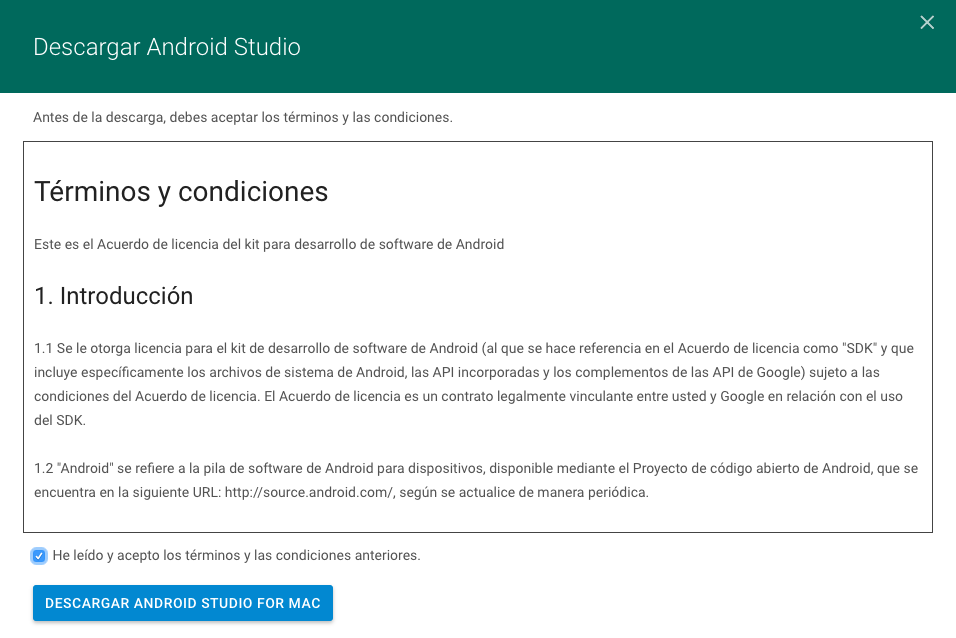 Descargar Android Studio
Antes de la descarga, debes aceptar los términos y las condiciones.
Términos y condiciones
Este es el Acuerdo de licencia del kit para desarrollo de software de Android
1. Introducción
1.1 Se le otorga licencia para el kit de desarrollo de software de Android (al que se hace referencia en el Acuerdo de licencia como "SDK" y que
incluye específicamente los archivos de sistema de Android, las API incorporadas y los complementos de las API de Google) sujeto a las
condiciones del Acuerdo de licencia. El Acuerdo de licencia es un contrato legalmente vinculante entre usted y Google en relación con el uso
del SDK.
1.2 "Android" se refiere a la pila de software de Android para dispositivos, disponible mediante el Proyecto de código abierto de Android, que se
encuentra en la siguiente URL: http://source.android.com/, según se actualice de manera periódica.
He leído y acepto los términos y las condiciones anteriores.
DESCARGAR ANDROID STUDIO FOR MAC